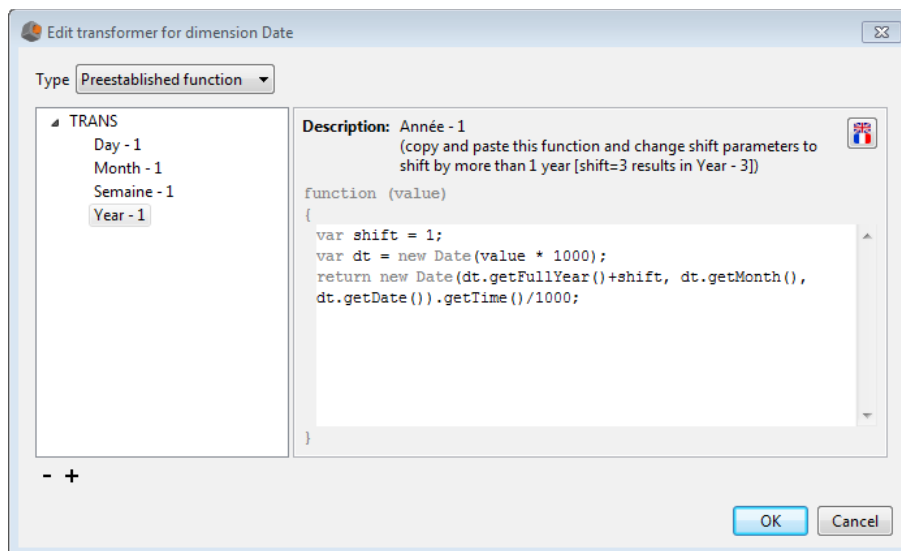 Edit transformer for dimension Date
Type Preestablished function
TRANS
Day - 1
Month - 1
Semaine - 1
Year - 1
Description: Année - 1
(copy and paste this function and change shift parameters to
shift by more than 1 year [shift=3 results in Year - 3])
function (value)
{
var shift = 1;
var dt = new Date(value * 1000);
return new Date(dt.getFullYear()+shift, dt.getMonth(),
dt.getDate()).getTime()/1000;
}
- +
OK Cancel